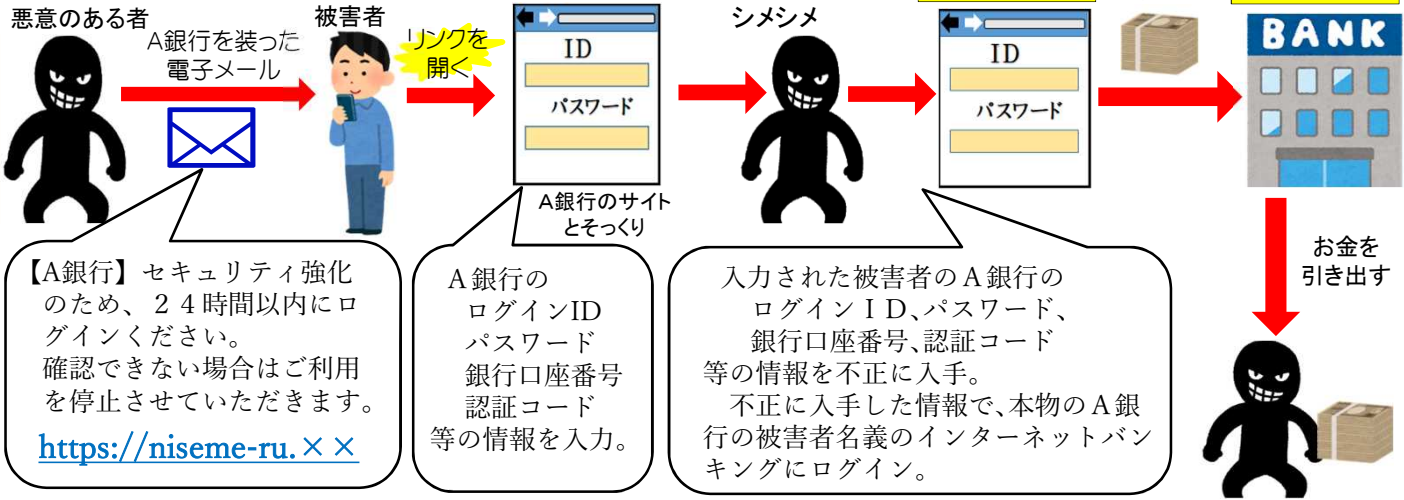 悪意のある者
A銀行を装った
電子メール
被害者
リンクを
開く
ID
パスワード
A銀行のサイト
とそっくり
シメシメ
ID
パスワード
BANK
お金を
引き出す
【A銀行】セキュリティ強化
のため、２４時間以内にロ
グインください。
確認できない場合はご利用
を停止させていただきます。
https://niseme-ru.××
A銀行の
ログインID
パスワード
銀行口座番号
認証コード
等の情報を入力。
入力された被害者のA銀行の
ログインＩＤ、パスワード、
銀行口座番号、認証コード
等の情報を不正に入手。
不正に入手した情報で、本物のA銀
行の被害者名義のインターネットバン
キングにログイン。